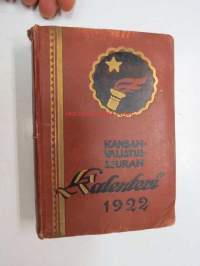 KANSAN-
VALISTUS-
SEURAN
Kalenteri
1922